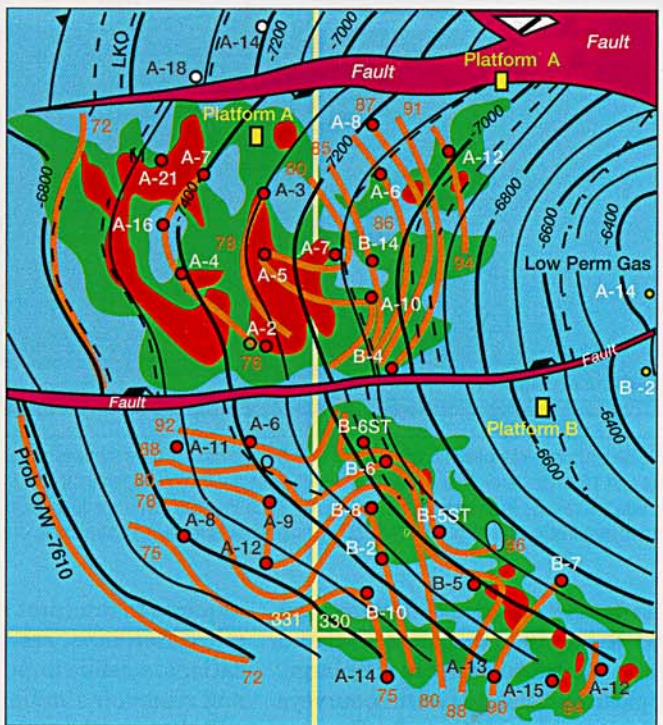 LKO
A-14
-7200
-7000
Fault
A-18
Fault
Platform A
Platform A
72
87
A-8
91
-7000
-6800
M
A-7
A-21
-7400
85
-7200
A-12
80
A-3
A-6
-6800
-6600
-6400
A-16
86
79
A-7
B-14
94
Low Perm Gas
A-4
A-5
A-14
A-10
A-2
76
B-4
Fault
B-2
Fault
92
A-6
B-6ST
-6400
Platform B
88
A-11
-6600
B-6
80
Prob O/W -7610
78
A-9
B-8
B-5ST
A-8
96
75
A-12
B-2
B-7
B-5
B-10
331
330
72
A-14
A-13
A-12
75
80
88
90
A-15
94